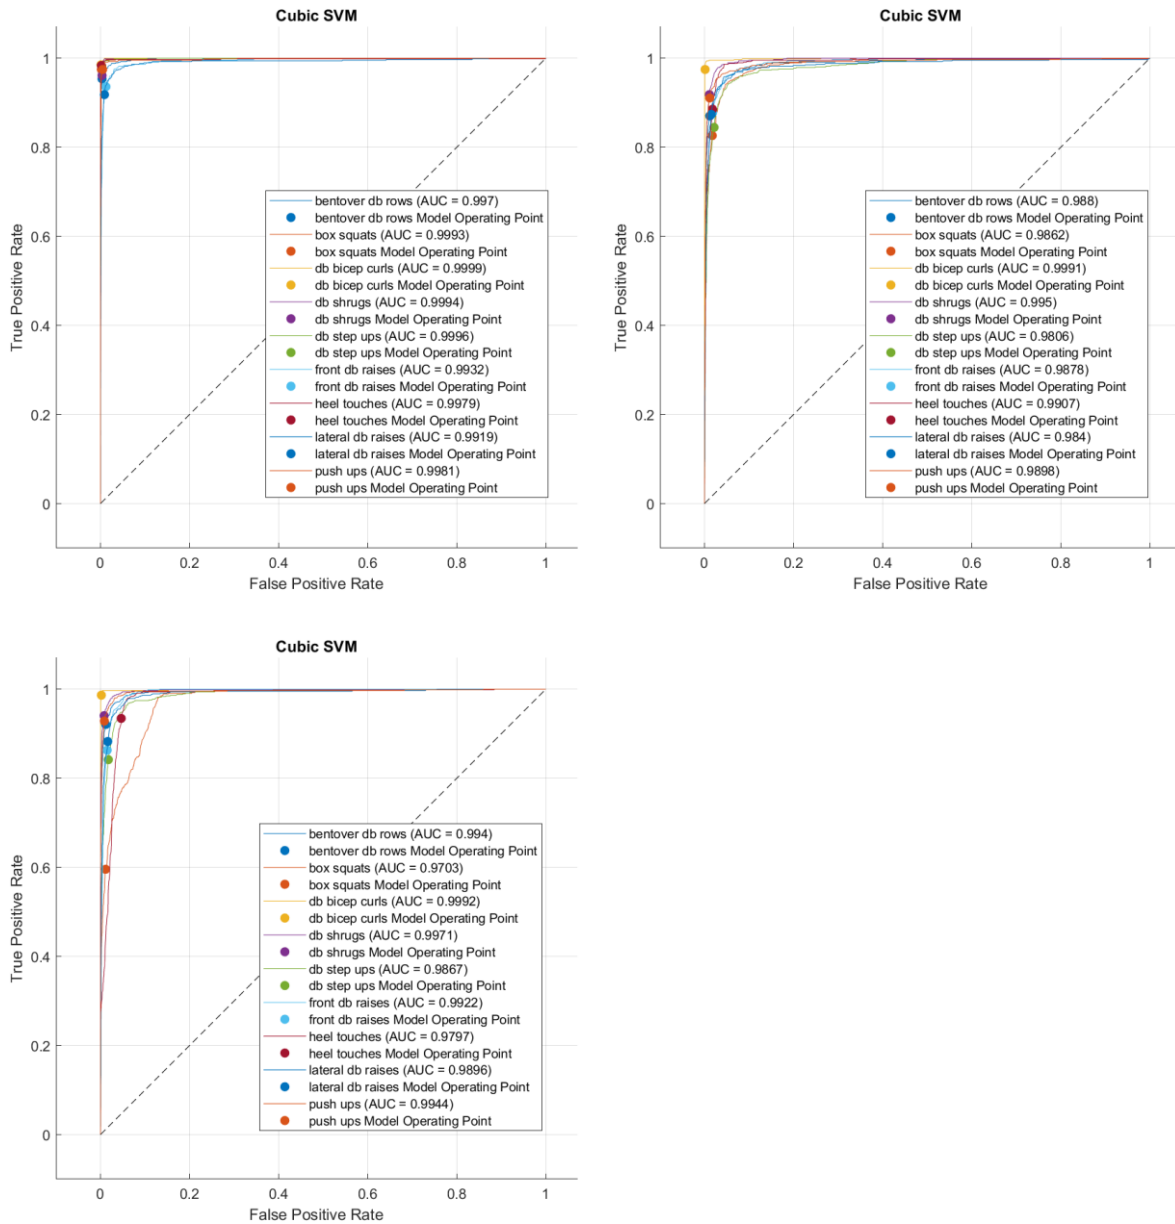 Cubic SVM
True Positive Rate
1
0.8
0.6
0.4
0.2
0
bentover db rows (AUC = 0.997)
bentover db rows Model Operating Point
box squats (AUC = 0.9993)
box squats Model Operating Point
db bicep curls (AUC = 0.9999)
db bicep curls Model Operating Point
db shrugs (AUC = 0.9994)
db shrugs Model Operating Point
db step ups (AUC = 0.9996)
db step ups Model Operating Point
front db raises (AUC = 0.9932)
front db raises Model Operating Point
heel touches (AUC = 0.9979)
heel touches Model Operating Point
lateral db raises (AUC = 0.9919)
lateral db raises Model Operating Point
push ups (AUC = 0.9981)
push ups Model Operating Point
0 0.2 0.4 0.6 0.8 1
False Positive Rate
Cubic SVM
True Positive Rate
1
0.8
0.6
0.4
0.2
0
bentover db rows (AUC = 0.988)
bentover db rows Model Operating Point
box squats (AUC = 0.9862)
box squats Model Operating Point
db bicep curls (AUC = 0.9991)
db bicep curls Model Operating Point
db shrugs (AUC = 0.995)
db shrugs Model Operating Point
db step ups (AUC = 0.9806)
db step ups Model Operating Point
front db raises (AUC = 0.9878)
front db raises Model Operating Point
heel touches (AUC = 0.9907)
heel touches Model Operating Point
lateral db raises (AUC = 0.984)
lateral db raises Model Operating Point
push ups (AUC = 0.9898)
push ups Model Operating Point
0 0.2 0.4 0.6 0.8 1
False Positive Rate
Cubic SVM
True Positive Rate
1
0.8
0.6
0.4
0.2
0
bentover db rows (AUC = 0.994)
bentover db rows Model Operating Point
box squats (AUC = 0.9703)
box squats Model Operating Point
db bicep curls (AUC = 0.9992)
db bicep curls Model Operating Point
db shrugs (AUC = 0.9971)
db shrugs Model Operating Point
db step ups (AUC = 0.9867)
db step ups Model Operating Point
front db raises (AUC = 0.9922)
front db raises Model Operating Point
heel touches (AUC = 0.9797)
heel touches Model Operating Point
lateral db raises (AUC = 0.9896)
lateral db raises Model Operating Point
push ups (AUC = 0.9944)
push ups Model Operating Point
0 0.2 0.4 0.6 0.8 1
False Positive Rate